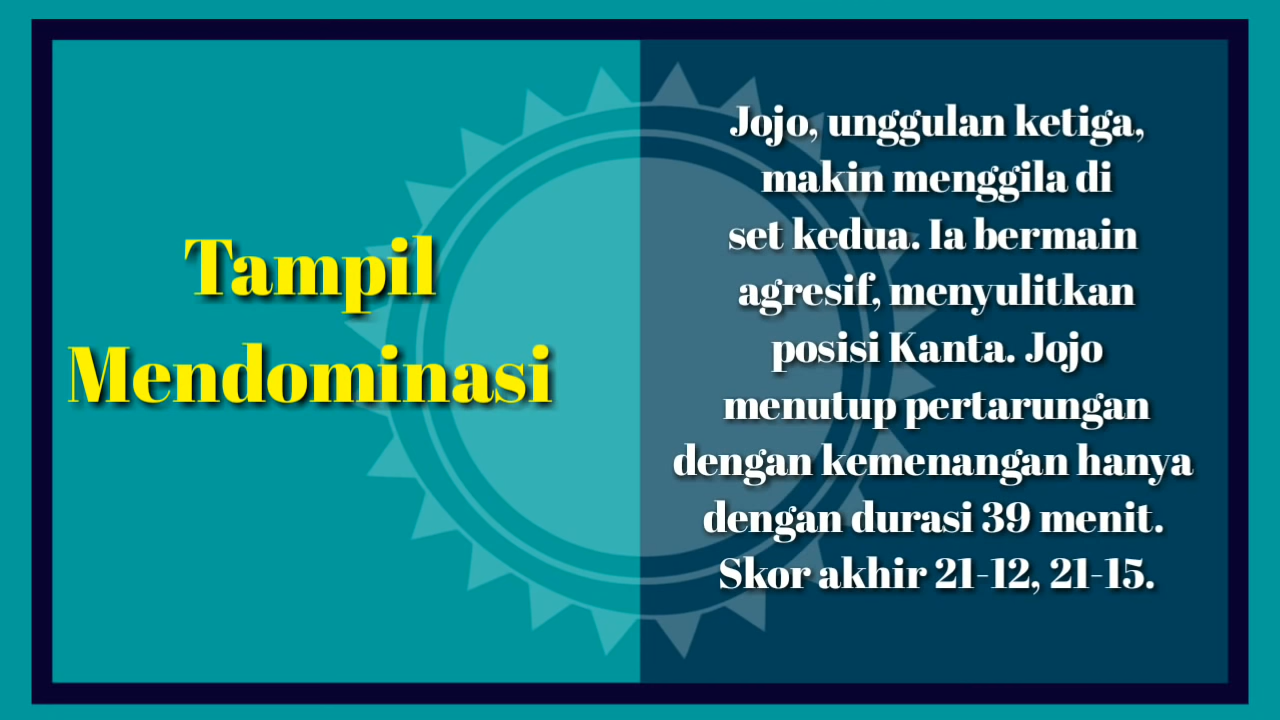 Tampil
Mendominasi
Jojo, unggulan ketiga,
makin menggila di
set kedua. Ia bermain
agresif, menyulitkan
posisi Kanta. Jojo
menutup pertarungan
dengan kemenangan hanya
dengan durasi 39 menit.
Skor akhir 21-12, 21-15.